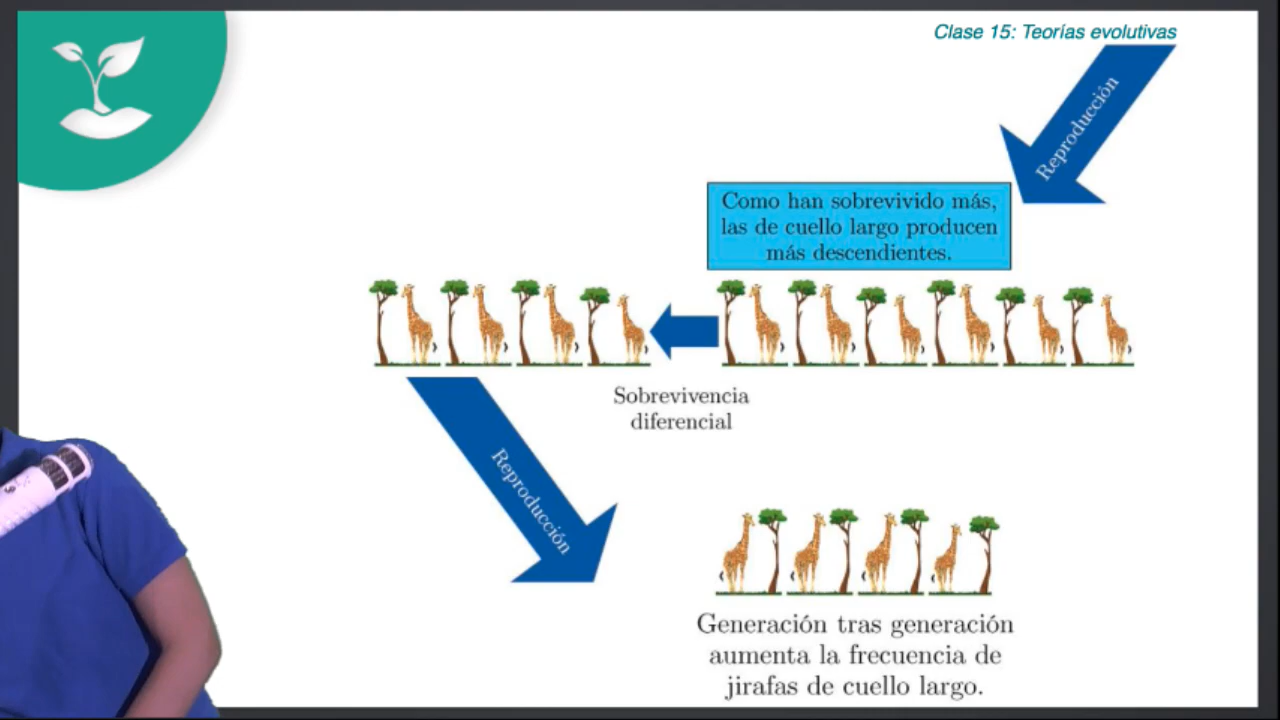 Clase 15: Teorías evolutivas
Reproducción
Como han sobrevivido más,
las de cuello largo producen
más descendientes.
Sobrevivencia
diferencial
Reproducción
Generación tras generación
aumenta la frecuencia de
jirafas de cuello largo.